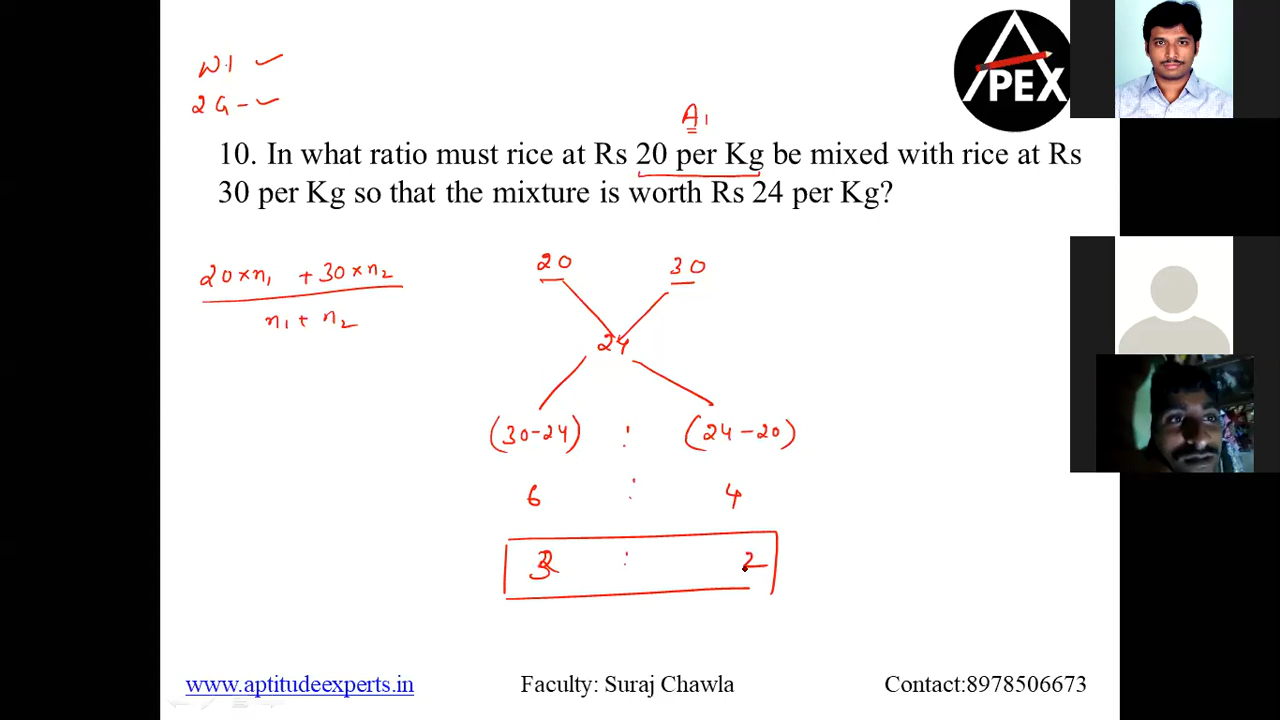 W.1
2G-
APEX
A1
10. In what ratio must rice at Rs 20 per Kg be mixed with rice at Rs
30 per Kg so that the mixture is worth Rs 24 per Kg?
20×n₁ + 30×n₂
n₁ + n₂
20 30
24
(30-24) : (24-20)
6 : 4
3 : 2
www.aptitudeexperts.in Faculty: Suraj Chawla Contact:8978506673